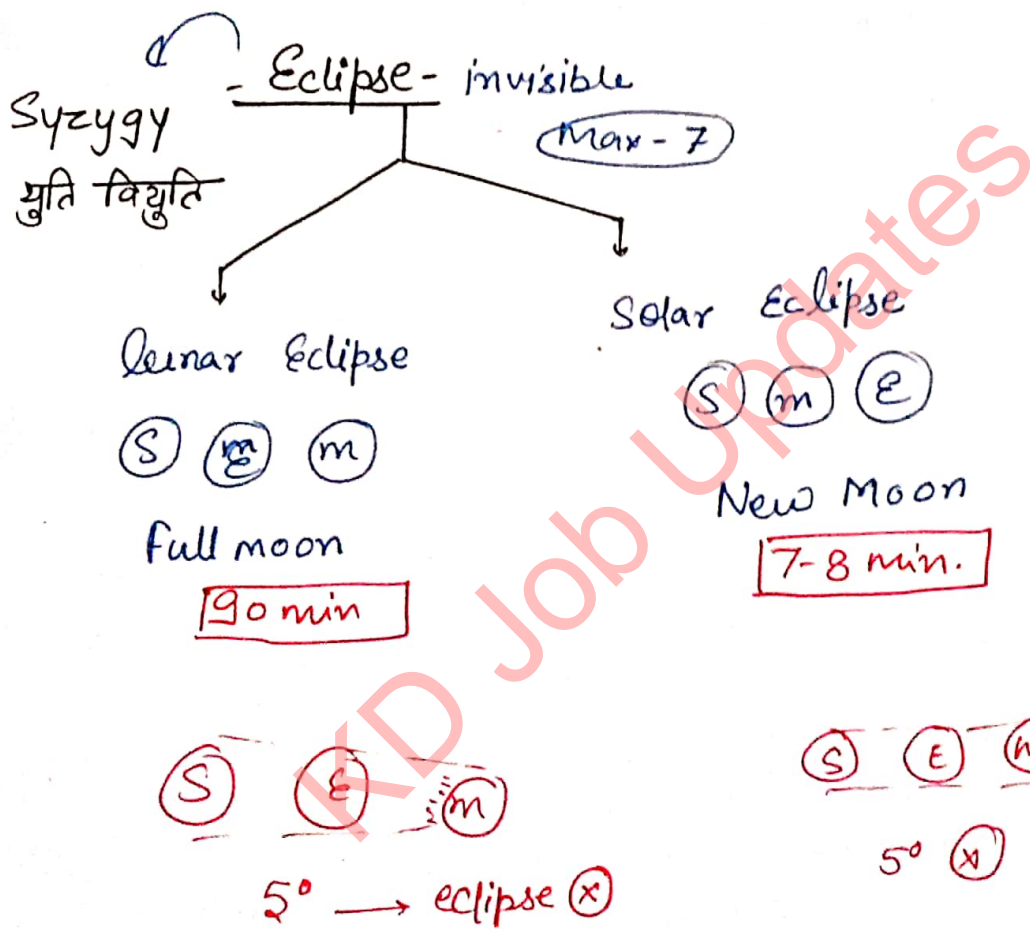 - Eclipse - invisible
Max - 7
Syzygy
युति वियुति
lunar Eclipse
S E m
Full moon
90 min
Solar Eclipse
S m E
New Moon
7-8 min.
S E m
5° → eclipse x
S E
5° x
KD Job Updates